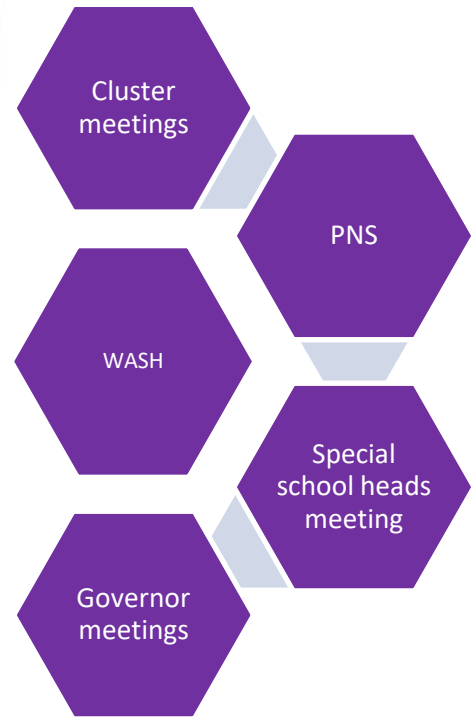 Cluster
meetings
PNS
WASH
Special
school heads
meeting
Governor
meetings